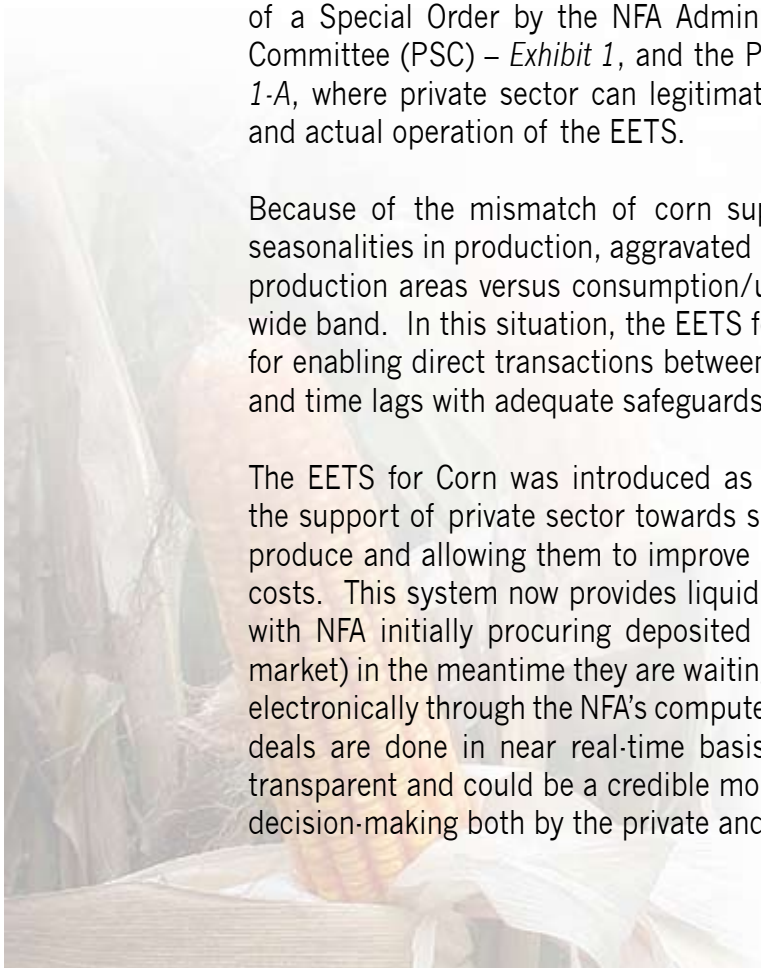 of a Special Order by the NFA Admin
Committee (PSC) – Exhibit 1, and the P
1-A, where private sector can legitimat
and actual operation of the EETS.
Because of the mismatch of corn sup
seasonalities in production, aggravated
production areas versus consumption/u
wide band. In this situation, the EETS f
for enabling direct transactions between
and time lags with adequate safeguards
The EETS for Corn was introduced as
the support of private sector towards s
produce and allowing them to improve
costs. This system now provides liquid
with NFA initially procuring deposited
market) in the meantime they are waitin
electronically through the NFA's compute
deals are done in near real-time basis
transparent and could be a credible mo
decision-making both by the private and